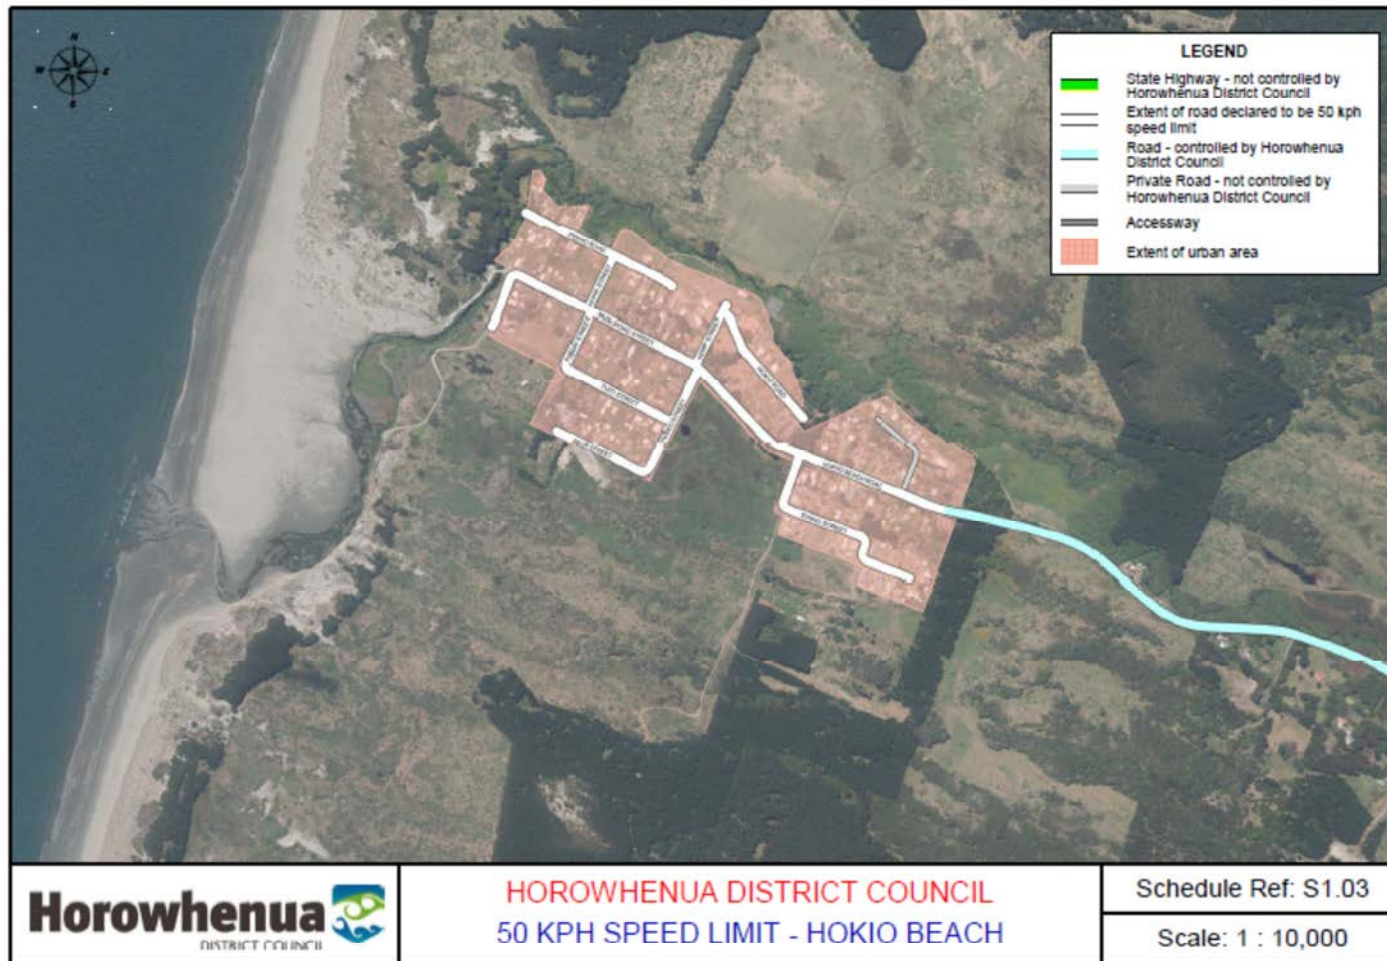 N
W E
S
LEGEND
State Highway - not controlled by
Horowhenua District Council
Extent of road declared to be 50 kph
speed limit
Road - controlled by Horowhenua
District Council
Private Road - not controlled by
Horowhenua District Council
Accessway
Extent of urban area
HOKIO BEACH ROAD
Horowhenua
DISTRICT COUNCIL
HOROWHENUA DISTRICT COUNCIL
50 KPH SPEED LIMIT - HOKIO BEACH
Schedule Ref: S1.03
Scale: 1 : 10,000